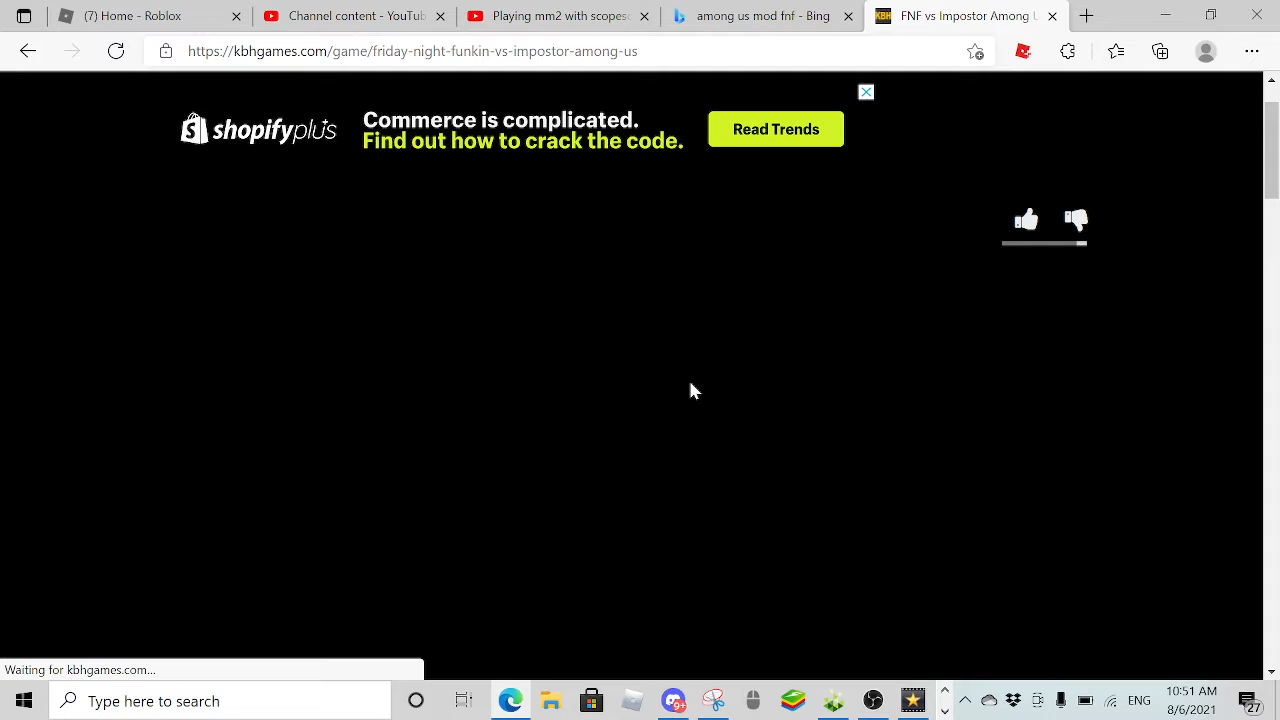 (7) Home - Roblox
Channel content - YouTub
Playing mm2 with scop
among us mod fnf - Bing
KBH
FNF vs Impostor Among U
https://kbhgames.com/game/friday-night-funkin-vs-impostor-among-us
shopifyplus
Commerce is complicated.
Find out how to crack the code.
Read Trends
Waiting for kbhgames.com...
Type here to search
9+
ENG
10:51 AM
8/6/2021
27